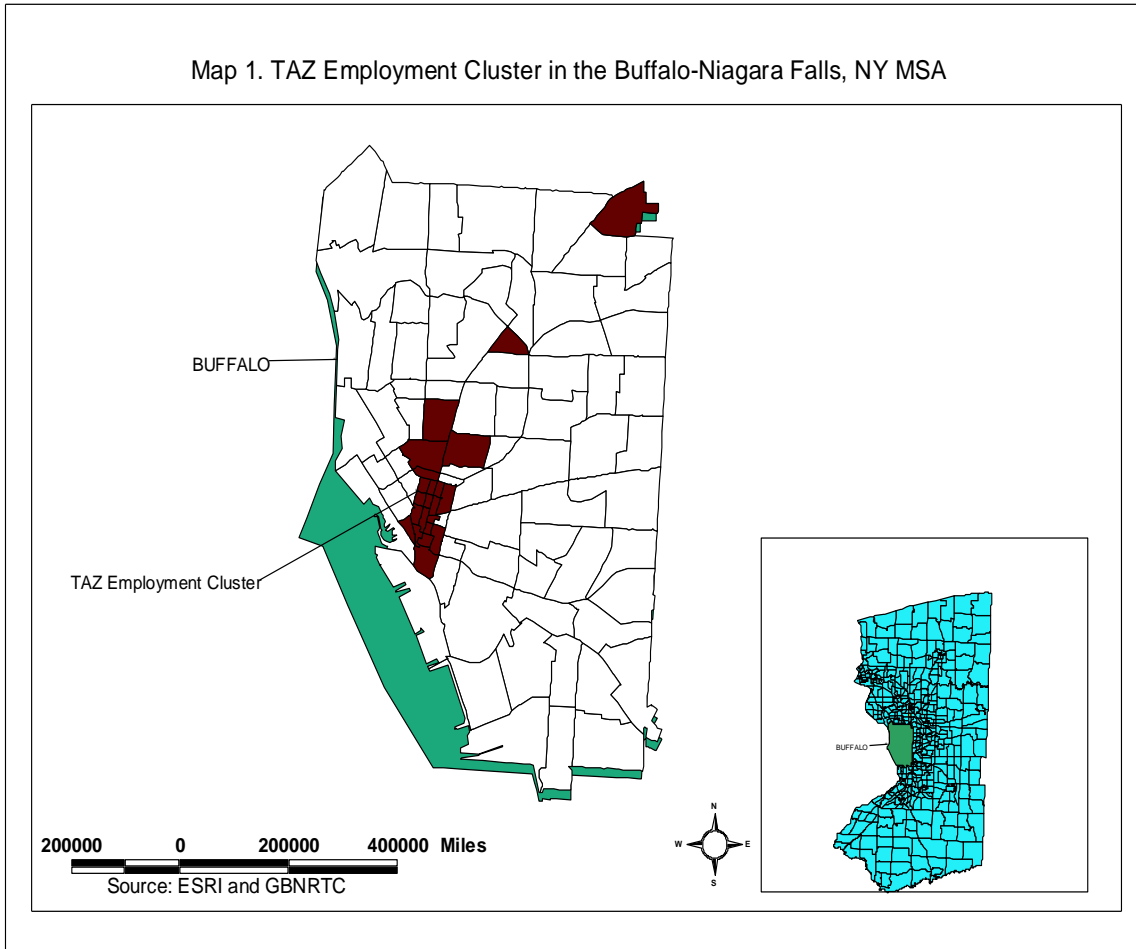 Map 1. TAZ Employment Cluster in the Buffalo-Niagara Falls, NY MSA
BUFFALO
TAZ Employment Cluster
BUFFALO
N
W E
S
200000 0 200000 400000 Miles
Source: ESRI and GBNRTC